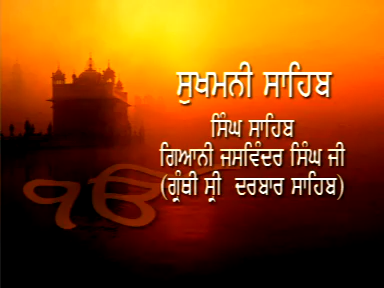 ਸੁਖਮਨੀ ਸਾਹਿਬ
ਸਿੰਘ ਸਾਹਿਬ
ਗਿਆਨੀ ਜਸਵਿੰਦਰ ਸਿੰਘ ਜੀ
(ਗ੍ਰੰਥੀ ਸ੍ਰੀ ਦਰਬਾਰ ਸਾਹਿਬ)
ੴ